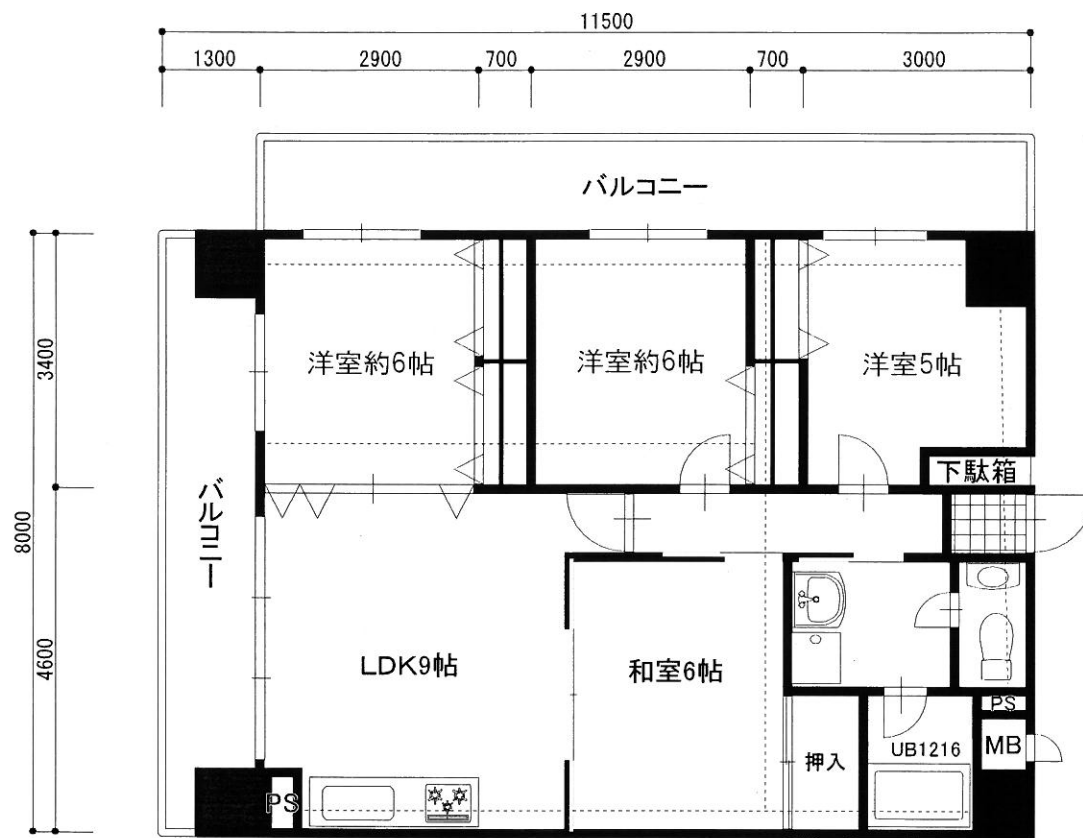 11500
1300
2900
700
2900
700
3000
バルコニー
3400
8000
4600
洋室約6帖
洋室約6帖
洋室5帖
下駄箱
バルコニー
LDK9帖
和室6帖
PS
押入
UB1216
MB
PS